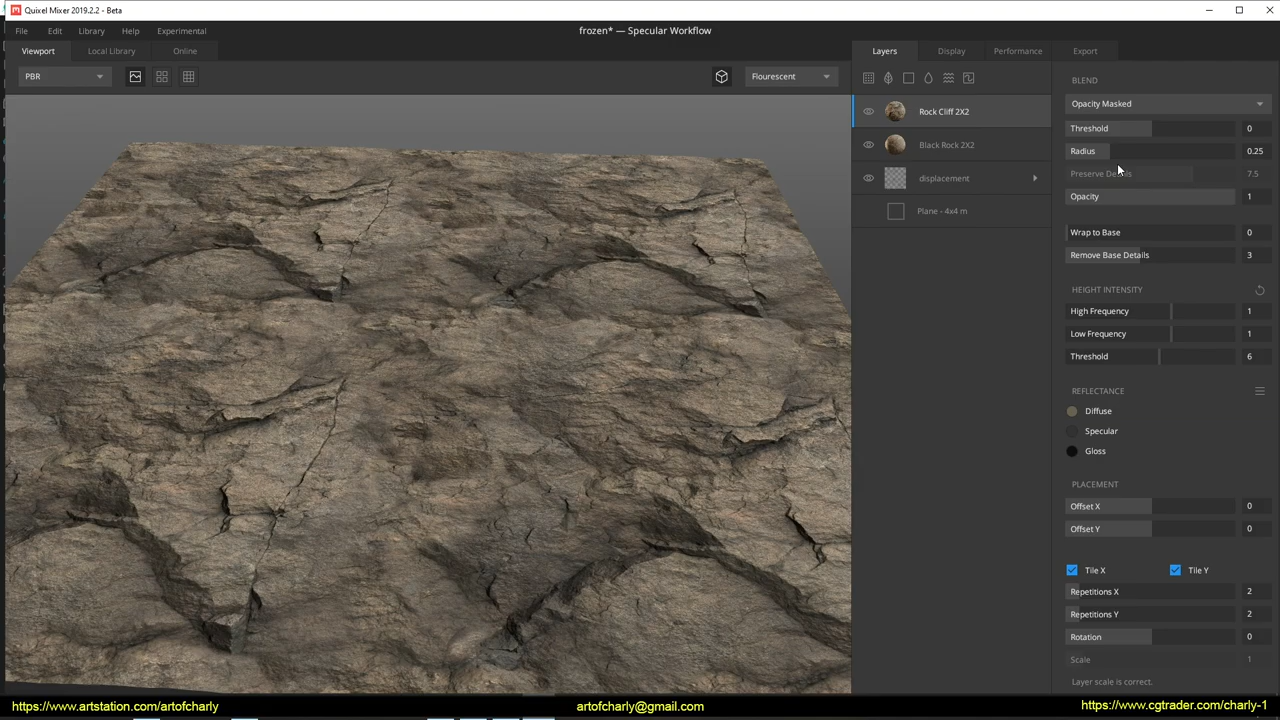 Quixel Mixer 2019.2.2 - Beta
File Edit Library Help Experimental
frozen* — Specular Workflow
Viewport Local Library Online
Layers Display Performance Export
PBR
Flourescent
BLEND
Opacity Masked
Rock Cliff 2X2
Threshold 0
Black Rock 2X2
Radius 0.25
Preserve Details 7.5
displacement
Opacity 1
Plane - 4x4 m
Wrap to Base 0
Remove Base Details 3
HEIGHT INTENSITY
High Frequency 1
Low Frequency 1
Threshold 6
REFLECTANCE
Diffuse
Specular
Gloss
PLACEMENT
Offset X 0
Offset Y 0
Tile X Tile Y
Repetitions X 2
Repetitions Y 2
Rotation 0
Scale 1
Layer scale is correct.
https://www.artstation.com/artofcharly artofcharly@gmail.com https://www.cgtrader.com/charly-1